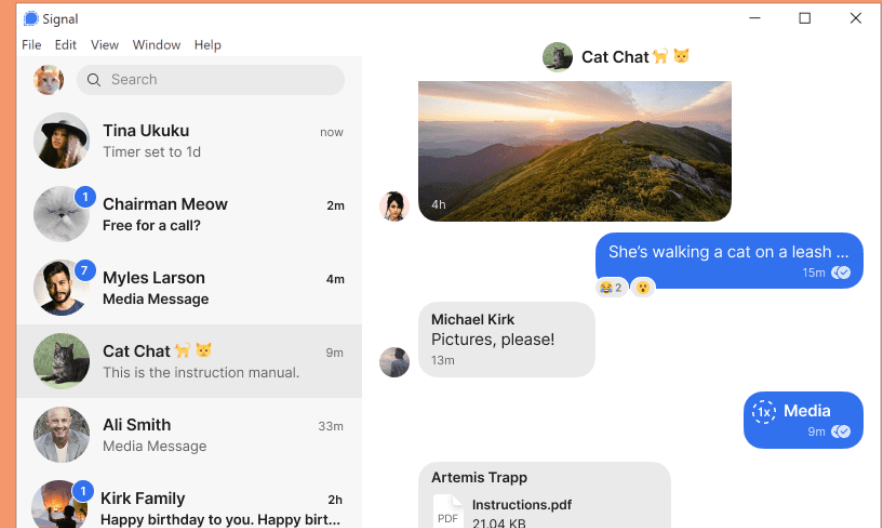 Signal
File Edit View Window Help
Search
Tina Ukuku now
Timer set to 1d
1
Chairman Meow 2m
Free for a call?
7
Myles Larson 4m
Media Message
Cat Chat🐈😺 9m
This is the instruction manual.
Ali Smith 33m
Media Message
1
Kirk Family 2h
Happy birthday to you. Happy birt...
Cat Chat🐈😺
4h
She’s walking a cat on a leash ...
15m
😂 2 😮
Michael Kirk
Pictures, please!
13m
1x Media
9m
Artemis Trapp
PDF
Instructions.pdf
21.04 KB